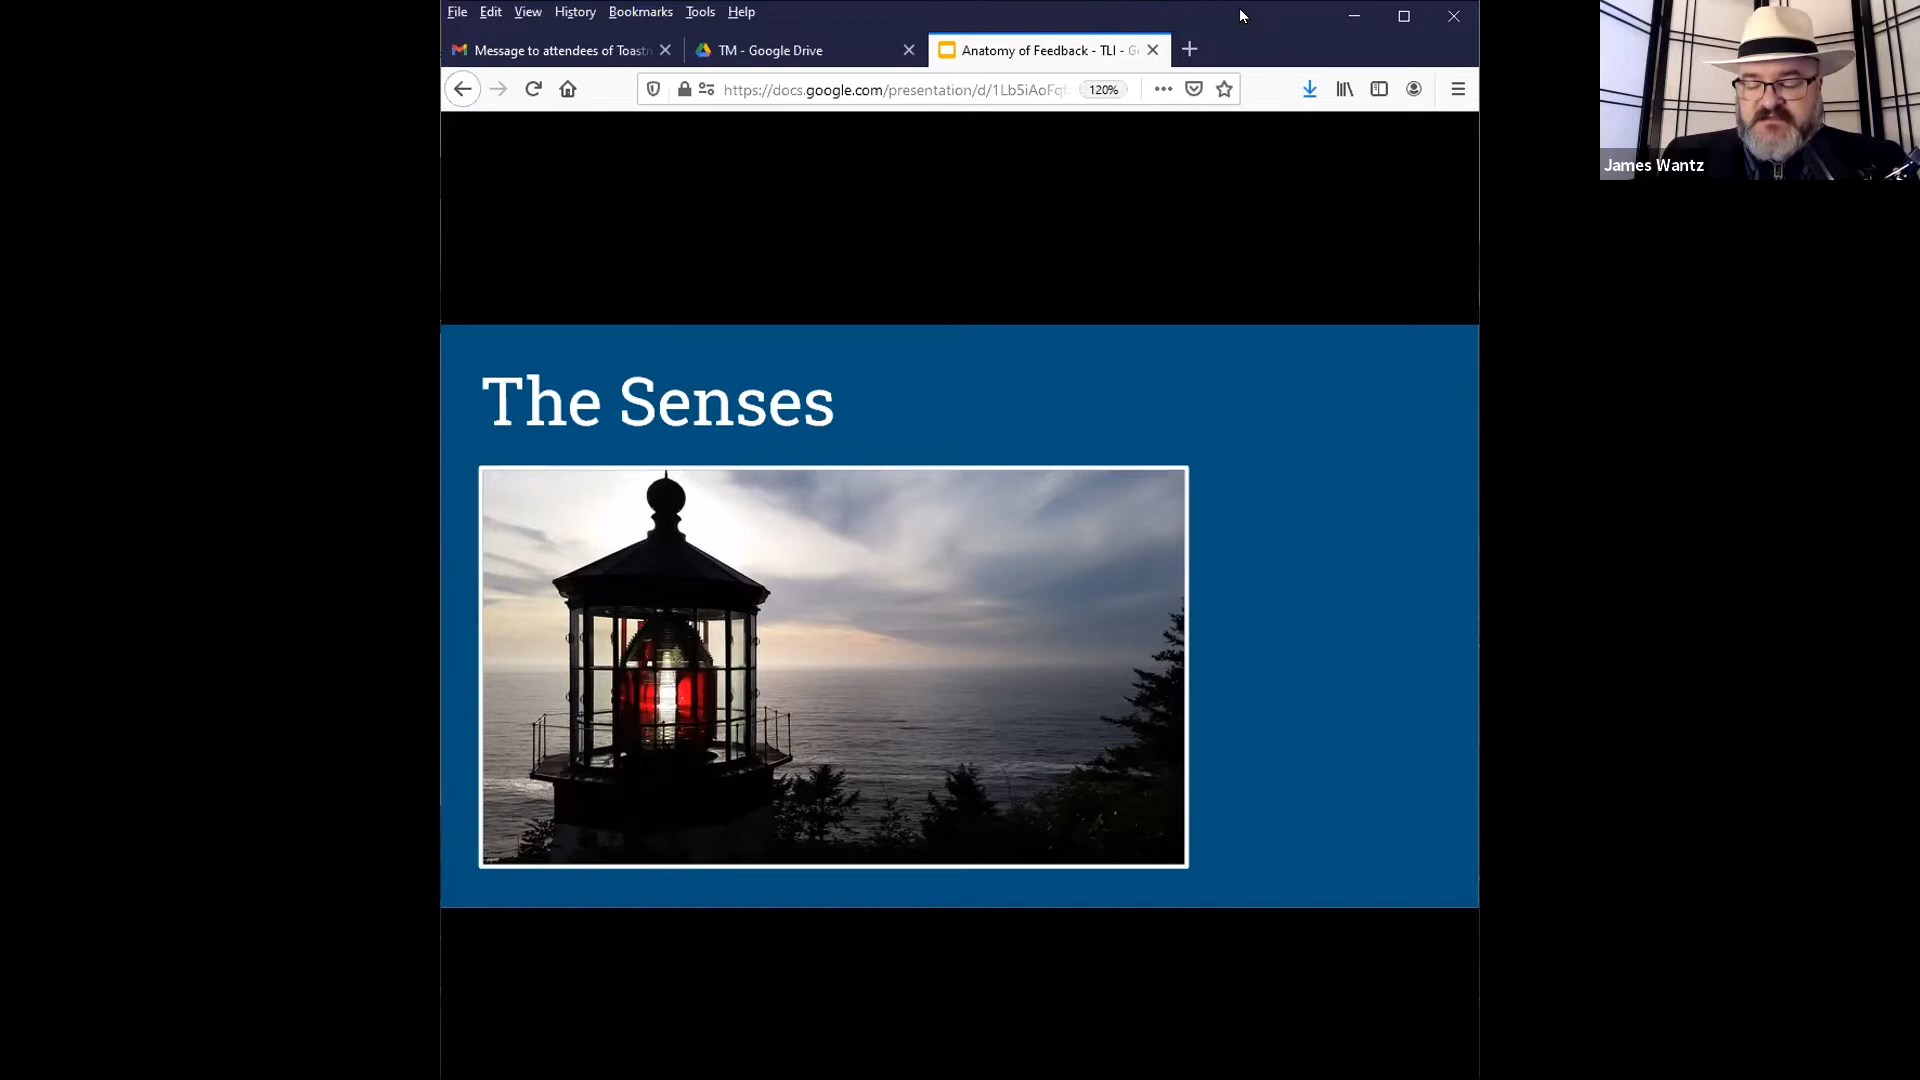 File Edit View History Bookmarks Tools Help
Message to attendees of Toastm
TM - Google Drive
Anatomy of Feedback - TLI - G
https://docs.google.com/presentation/d/1Lb5iAoFqf
120%
James Wantz
The Senses